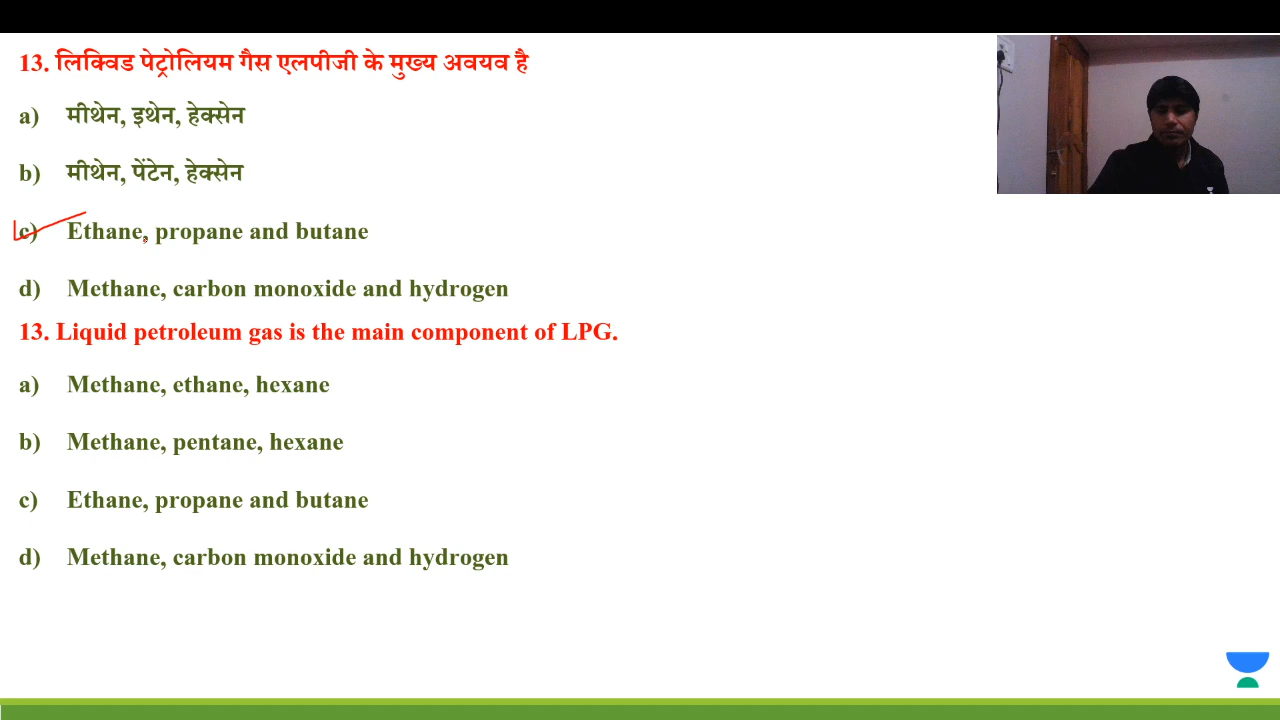 13. लिक्विड पेट्रोलियम गैस एलपीजी के मुख्य अवयव है
a) मीथेन, इथेन, हेक्सेन
b) मीथेन, पेंटेन, हेक्सेन
c) Ethane, propane and butane
d) Methane, carbon monoxide and hydrogen
13. Liquid petroleum gas is the main component of LPG.
a) Methane, ethane, hexane
b) Methane, pentane, hexane
c) Ethane, propane and butane
d) Methane, carbon monoxide and hydrogen